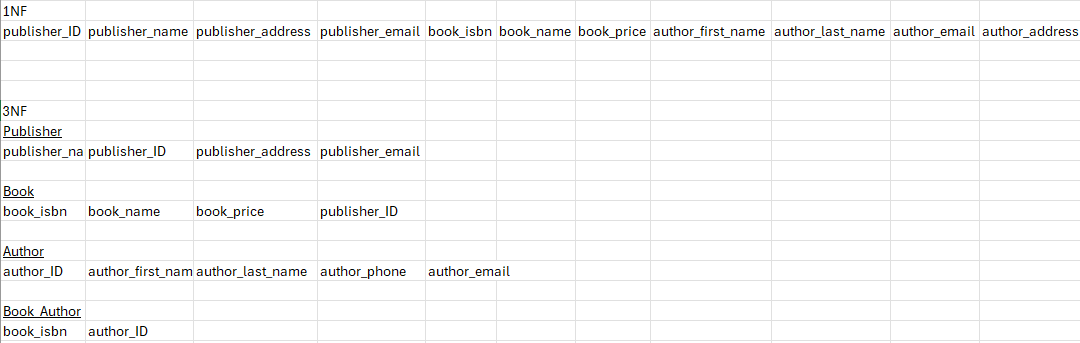 1NF
publisher_ID publisher_name publisher_address publisher_email book_isbn book_name book_price author_first_name author_last_name author_email author_address
3NF
Publisher
publisher_na publisher_ID publisher_address publisher_email
Book
book_isbn book_name book_price publisher_ID
Author
author_ID author_first_nam author_last_name author_phone author_email
Book_Author
book_isbn author_ID